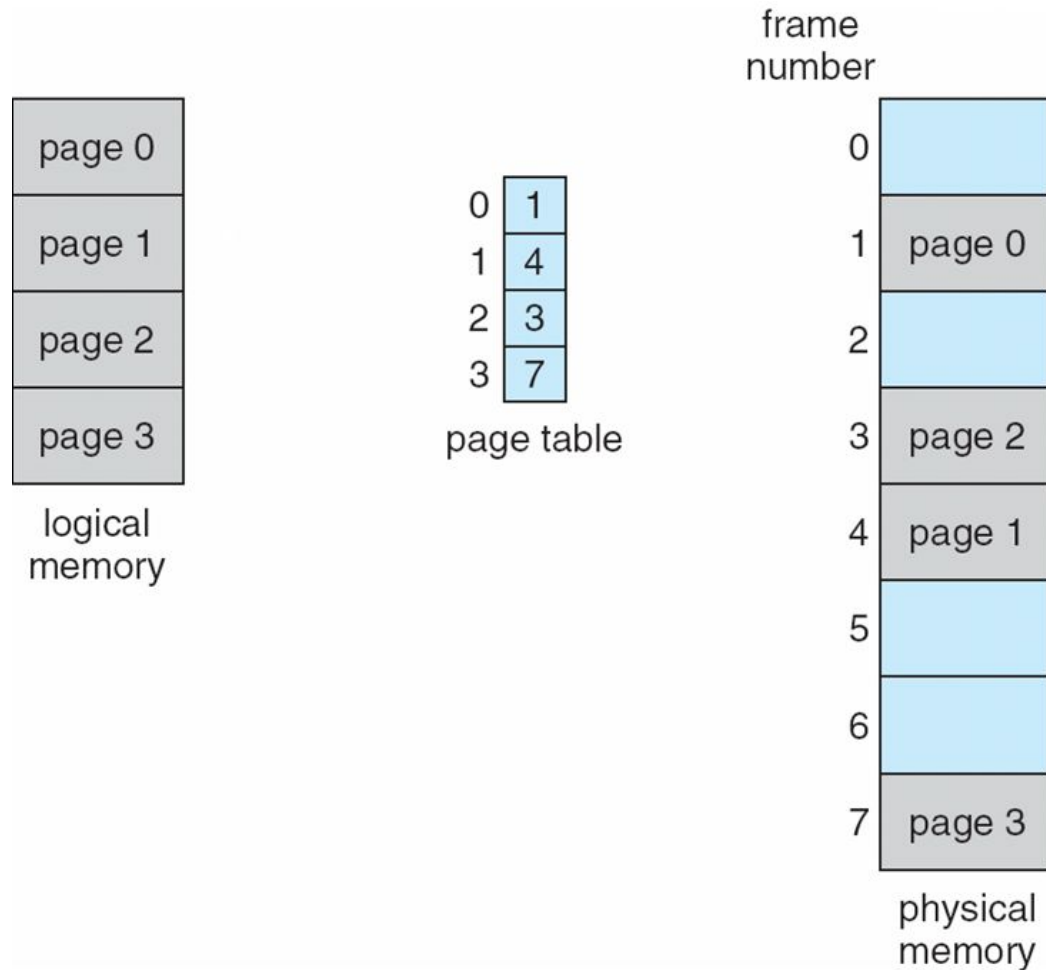 page 0
page 1
page 2
page 3
logical
memory
0 1
1 4
2 3
3 7
page table
frame
number
0
1 page 0
2
3 page 2
4 page 1
5
6
7 page 3
physical
memory